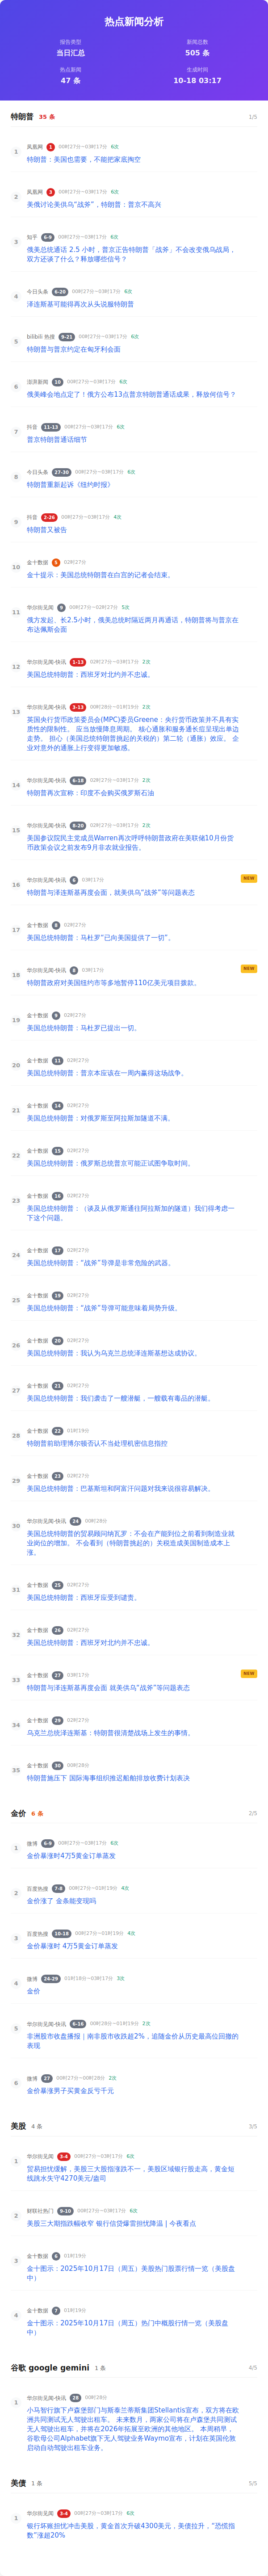 热点新闻分析
报告类型
当日汇总
新闻总数
505 条
热点新闻
47 条
生成时间
10-18 03:17
特朗普 35 条 1/5
1 凤凰网 1 00时27分~03时17分 6次
特朗普：美国也需要，不能把家底掏空
2 凤凰网 3 00时27分~03时17分 6次
美俄讨论美供乌“战斧”，特朗普：普京不高兴
3 知乎 6-9 00时27分~03时17分 6次
俄美总统通话 2.5 小时，普京正告特朗普「战斧」不会改变俄乌战局，
双方还谈了什么？释放哪些信号？
4 今日头条 6-20 00时27分~03时17分 6次
泽连斯基可能得再次从头说服特朗普
5 bilibili 热搜 9-21 00时27分~03时17分 6次
特朗普与普京约定在匈牙利会面
6 澎湃新闻 10 00时27分~03时17分 6次
俄美峰会地点定了！俄方公布13点普京特朗普通话成果，释放何信号？
7 抖音 11-13 00时27分~03时17分 6次
普京特朗普通话细节
8 今日头条 27-30 00时27分~03时17分 6次
特朗普重新起诉《纽约时报》
9 抖音 2-26 00时27分~03时17分 4次
特朗普又被告
10 金十数据 5 02时27分
金十提示：美国总统特朗普在白宫的记者会结束。
11 华尔街见闻 9 00时27分~02时27分 5次
俄方发起、长2.5小时，俄美总统时隔近两月再通话，特朗普将与普京在
布达佩斯会面
12 华尔街见闻-快讯 1-13 02时27分~03时17分 2次
美国总统特朗普：西班牙对北约并不忠诚。
13 华尔街见闻-快讯 3-13 00时28分~01时19分 2次
英国央行货币政策委员会(MPC)委员Greene：央行货币政策并不具有实
质性的限制性。 应当放慢降息周期。 核心通胀和服务通长应呈现出单边
走势。 担心（美国总统特朗普挑起的关税的）第二轮（通胀）效应。 企
业对意外的通胀上行变得更加敏感。
14 华尔街见闻-快讯 6-18 02时27分~03时17分 2次
特朗普再次宣称：印度不会购买俄罗斯石油
15 华尔街见闻-快讯 8-20 02时27分~03时17分 2次
美国参议院民主党成员Warren再次呼呼特朗普政府在美联储10月份货
币政策会议之前发布9月非农就业报告。
16 华尔街见闻-快讯 6 03时17分 NEW
特朗普与泽连斯基再度会面，就美供乌“战斧”等问题表态
17 金十数据 8 02时27分
美国总统特朗普：马杜罗“已向美国提供了一切”。
18 华尔街见闻-快讯 8 03时17分 NEW
特朗普政府对美国纽约市等多地暂停110亿美元项目拨款。
19 金十数据 9 02时27分
美国总统特朗普：马杜罗已提出一切。
20 金十数据 11 02时27分
美国总统特朗普：普京本应该在一周内赢得这场战争。
21 金十数据 14 02时27分
美国总统特朗普：对俄罗斯至阿拉斯加隧道不满。
22 金十数据 15 02时27分
美国总统特朗普：俄罗斯总统普京可能正试图争取时间。
23 金十数据 16 02时27分
美国总统特朗普：（谈及从俄罗斯通往阿拉斯加的隧道）我们得考虑一
下这个问题。
24 金十数据 17 02时27分
美国总统特朗普：“战斧”导弹是非常危险的武器。
25 金十数据 19 02时27分
美国总统特朗普：“战斧”导弹可能意味着局势升级。
26 金十数据 20 02时27分
美国总统特朗普：我认为乌克兰总统泽连斯基想达成协议。
27 金十数据 21 02时27分
美国总统特朗普：我们袭击了一艘潜艇，一艘载有毒品的潜艇。
28 金十数据 22 01时19分
特朗普前助理博尔顿否认不当处理机密信息指控
29 金十数据 23 02时27分
美国总统特朗普：巴基斯坦和阿富汗问题对我来说很容易解决。
30 华尔街见闻-快讯 24 00时28分
美国总统特朗普的贸易顾问纳瓦罗：不会在产能到位之前看到制造业就
业岗位的增加。 不会看到（特朗普挑起的）关税造成美国制造成本上
涨。
31 金十数据 25 02时27分
美国总统特朗普：西班牙应受到谴责。
32 金十数据 26 02时27分
美国总统特朗普：西班牙对北约并不忠诚。
33 金十数据 27 03时17分 NEW
特朗普与泽连斯基再度会面 就美供乌“战斧”等问题表态
34 金十数据 29 02时27分
乌克兰总统泽连斯基：特朗普很清楚战场上发生的事情。
35 金十数据 30 00时28分
特朗普施压下 国际海事组织推迟船舶排放收费计划表决
金价 6 条 2/5
1 微博 6-9 00时27分~03时17分 6次
金价暴涨时4万5黄金订单蒸发
2 百度热搜 7-8 00时27分~01时19分 4次
金价涨了 金条能变现吗
3 百度热搜 10-18 00时27分~01时19分 4次
金价暴涨时 4万5黄金订单蒸发
4 微博 24-29 01时18分~03时17分 3次
金价
5 华尔街见闻-快讯 6-16 00时28分~01时19分 2次
非洲股市收盘播报｜南非股市收跌超2%，追随金价从历史最高位回撤的
表现
6 微博 27 00时27分~00时28分 2次
金价暴涨男子买黄金反亏千元
美股 4 条 3/5
1 华尔街见闻 3-4 00时27分~03时17分 6次
贸易担忧缓解，美股三大股指涨跌不一，美股区域银行股走高，黄金短
线跳水失守4270美元/盎司
2 财联社热门 9-10 00时27分~03时17分 6次
美股三大期指跌幅收窄 银行信贷爆雷担忧降温 | 今夜看点
3 金十数据 6 01时19分
金十图示：2025年10月17日（周五）美股热门股票行情一览（美股盘
中）
4 金十数据 7 01时19分
金十图示：2025年10月17日（周五）热门中概股行情一览（美股盘
中）
谷歌 google gemini 1 条 4/5
1 华尔街见闻-快讯 28 00时28分
小马智行旗下卢森堡部门与斯泰兰蒂斯集团Stellantis宣布，双方将在欧
洲共同测试无人驾驶出租车。 未来数月，两家公司将在卢森堡共同测试
无人驾驶出租车，并将在2026年拓展至欧洲的其他地区。 本周稍早，
谷歌母公司Alphabet旗下无人驾驶业务Waymo宣布，计划在英国伦敦
启动自动驾驶出租车业务。
美债 1 条 5/5
1 华尔街见闻 3-4 00时27分~03时17分 6次
银行坏账担忧冲击美股，黄金首次升破4300美元，美债拉升，“恐慌指
数”涨超20%